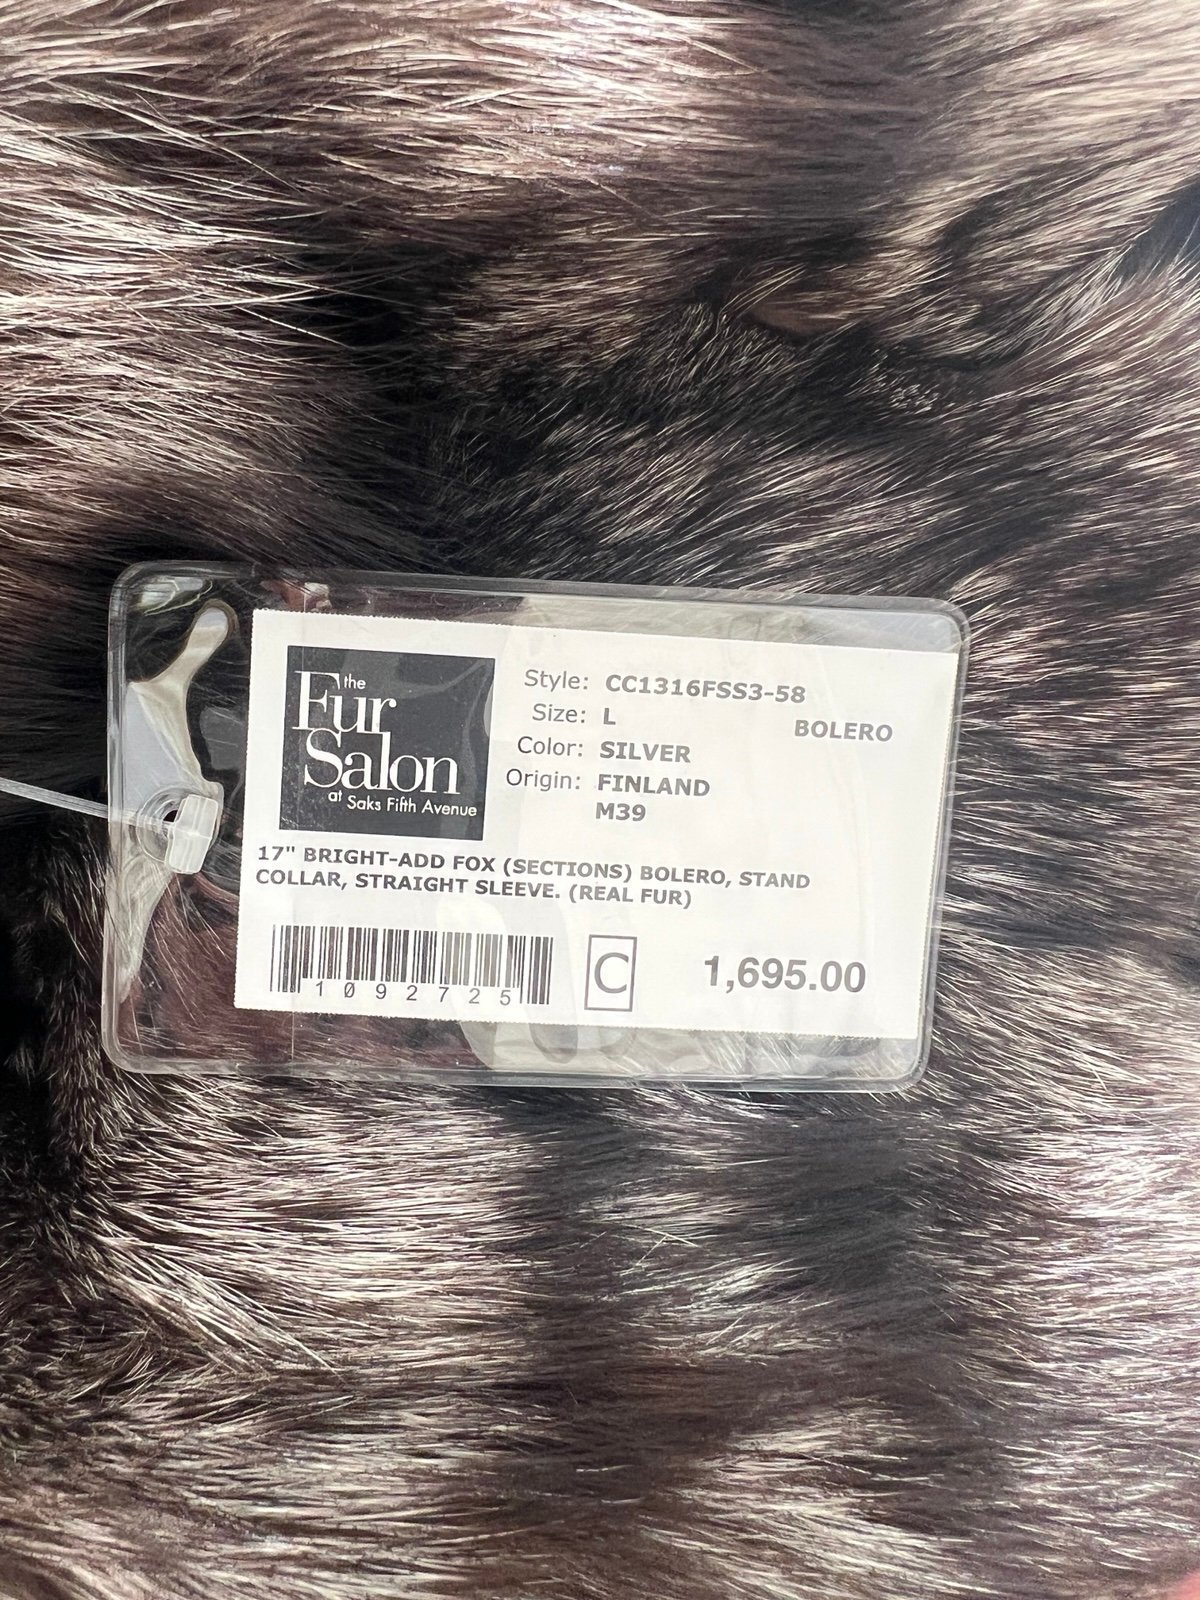 the
Fur
Salon
at Saks Fifth Avenue
Style: CC1316FSS3-58
Size: L
BOLERO
Color: SILVER
Origin: FINLAND
M39
17" BRIGHT-ADD FOX (SECTIONS) BOLERO, STAND
COLLAR, STRAIGHT SLEEVE. (REAL FUR)
1092725
C
1,695.00